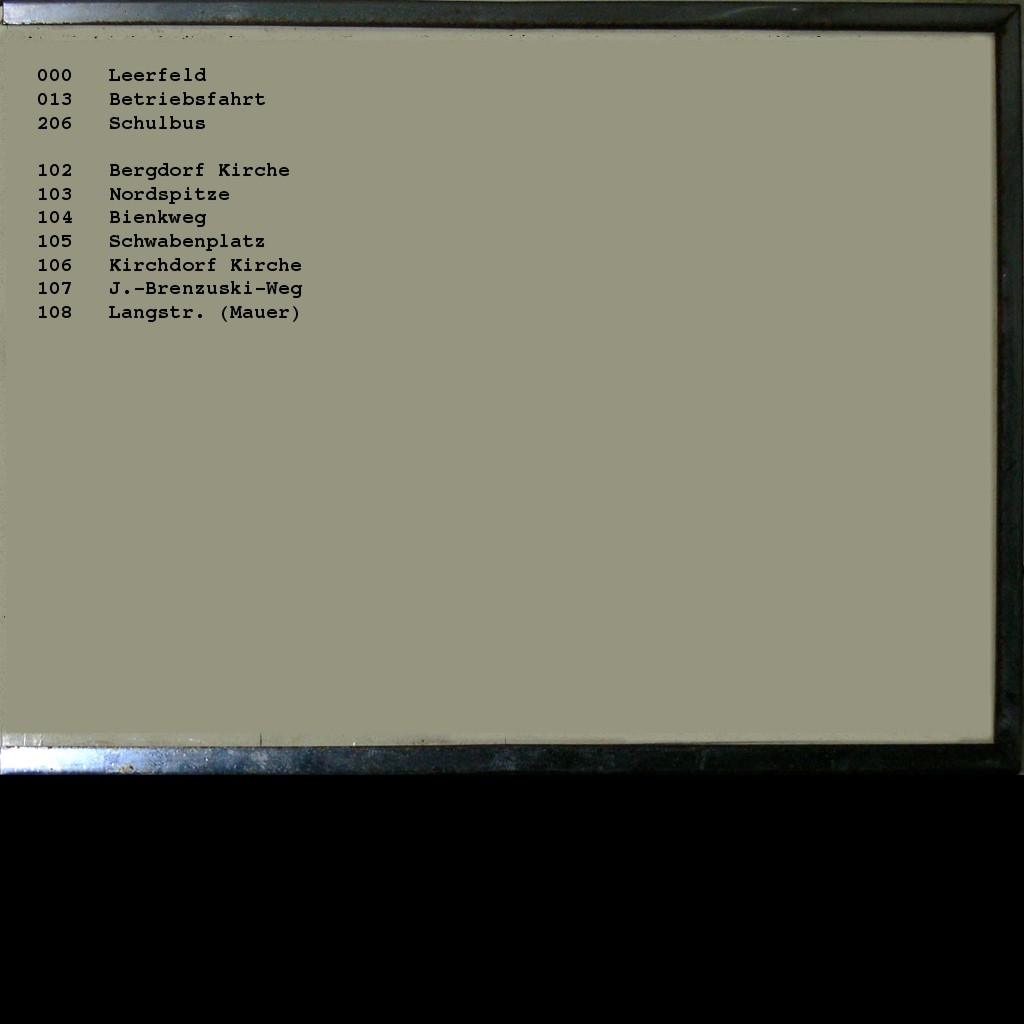 000 Leerfeld
013 Betriebsfahrt
206 Schulbus
102 Bergdorf Kirche
103 Nordspitze
104 Bienkweg
105 Schwabenplatz
106 Kirchdorf Kirche
107 J.-Brenzuski-Weg
108 Langstr. (Mauer)